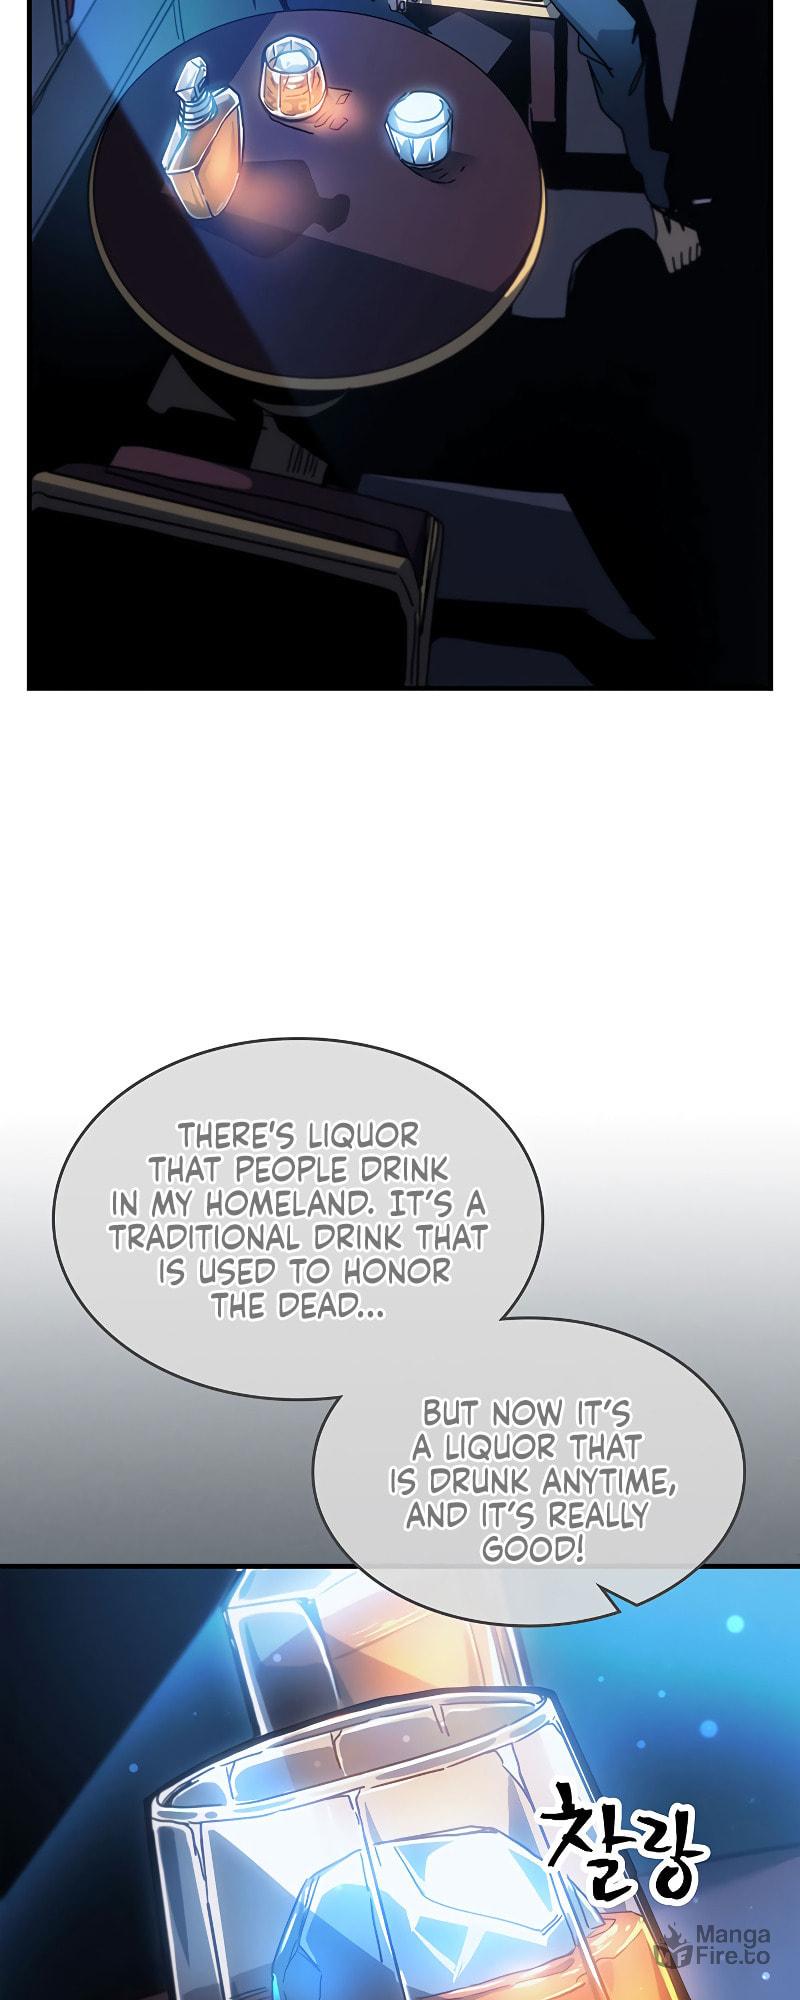 THERE'S LIQUOR
THAT PEOPLE DRINK
IN MY HOMELAND. IT'S A
TRADITIONAL DRINK THAT
IS USED TO HONOR
THE DEAD...
BUT NOW IT'S
A LIQUOR THAT
IS DRUNK ANYTIME,
AND IT'S REALLY
GOOD!
찰랑
Manga
Fire.to